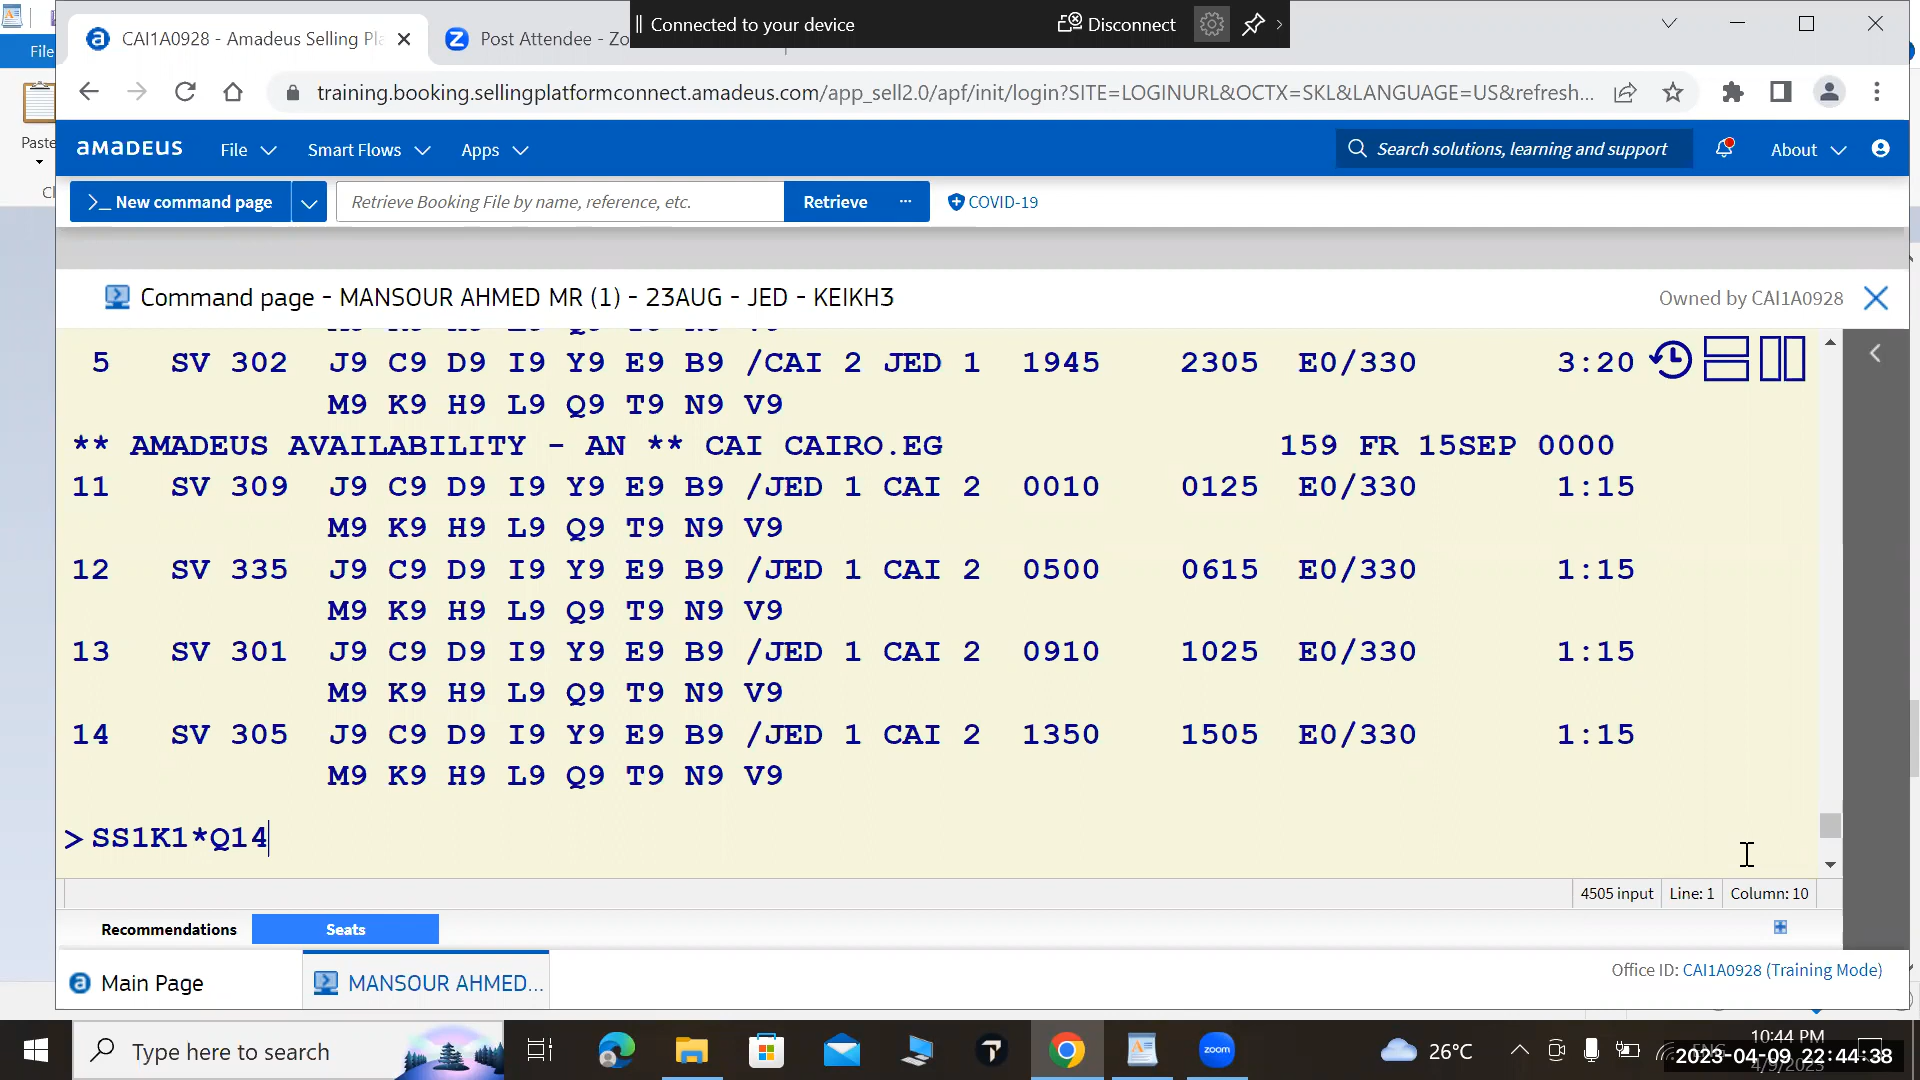 Connected to your device
Disconnect
CAI1A0928 - Amadeus Selling Pla
Post Attendee - Zo
File
training.booking.sellingplatformconnect.amadeus.com/app_sell2.0/apf/init/login?SITE=LOGINURL&OCTX=SKL&LANGUAGE=US&refresh...
Paste
amadeus
File
Smart Flows
Apps
Search solutions, learning and support
About
>_ New command page
Retrieve Booking File by name, reference, etc.
Retrieve
...
COVID-19
Command page - MANSOUR AHMED MR (1) - 23AUG - JED - KEIKH3
Owned by CAI1A0928
5 SV 302 J9 C9 D9 I9 Y9 E9 B9 /CAI 2 JED 1 1945 2305 E0/330 3:20
M9 K9 H9 L9 Q9 T9 N9 V9
** AMADEUS AVAILABILITY - AN ** CAI CAIRO.EG 159 FR 15SEP 0000
11 SV 309 J9 C9 D9 I9 Y9 E9 B9 /JED 1 CAI 2 0010 0125 E0/330 1:15
M9 K9 H9 L9 Q9 T9 N9 V9
12 SV 335 J9 C9 D9 I9 Y9 E9 B9 /JED 1 CAI 2 0500 0615 E0/330 1:15
M9 K9 H9 L9 Q9 T9 N9 V9
13 SV 301 J9 C9 D9 I9 Y9 E9 B9 /JED 1 CAI 2 0910 1025 E0/330 1:15
M9 K9 H9 L9 Q9 T9 N9 V9
14 SV 305 J9 C9 D9 I9 Y9 E9 B9 /JED 1 CAI 2 1350 1505 E0/330 1:15
M9 K9 H9 L9 Q9 T9 N9 V9
> SS1K1*Q14
4505 input
Line: 1
Column: 10
Recommendations
Seats
Office ID: CAI1A0928 (Training Mode)
Main Page
MANSOUR AHMED...
Type here to search
zoom
26°C
10:44 PM
2023-04-09 22:44:38
4/9/2023